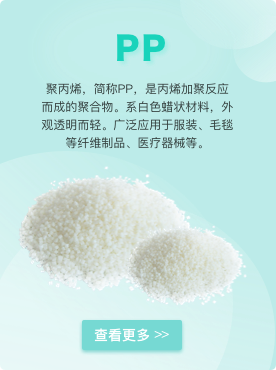 PP
聚丙烯，简称PP，是丙烯加聚反应
而成的聚合物。系白色蜡状材料，外
观透明而轻。广泛应用于服装、毛毯
等纤维制品、医疗器械等。
查看更多 >>